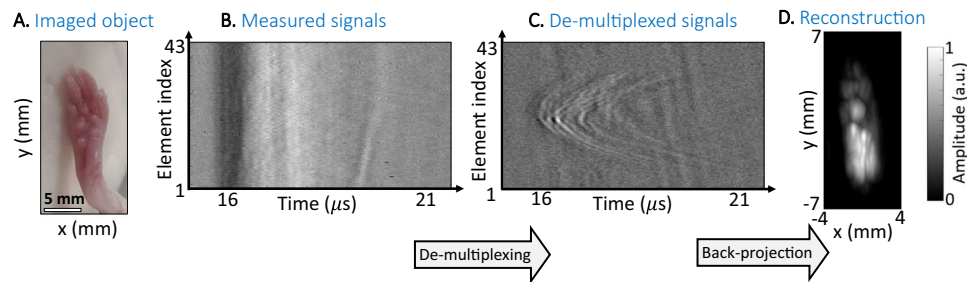 A. Imaged object
y (mm)
5 mm
x (mm)
B. Measured signals
43
Element index
1
16
Time (μs)
21
C. De-multiplexed signals
43
Element index
1
16
Time (μs)
21
D. Reconstruction
7
y (mm)
-7
-4
x (mm)
4
1
Amplitude (a.u.)
0
De-multiplexing
Back-projection